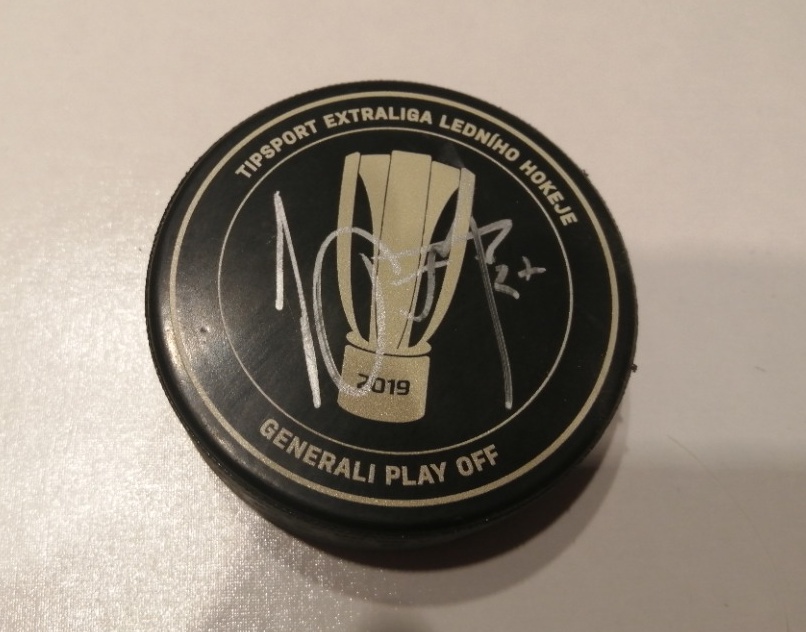 TIPSPORT EXTRALIGA LEDNÍHO HOKEJE
2019
GENERALI PLAY OFF